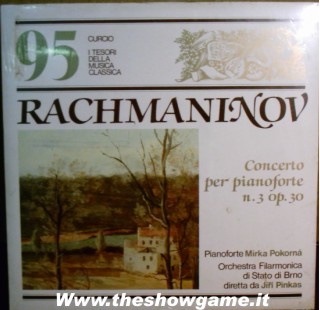 95
CURCIO
I TESORI
DELLA
MUSICA
CLASSICA
RACHMANINOV
Concerto
per pianoforte
n.3 op.30
Pianoforte Mirka Pokorná
Orchestra Filarmonica
di Stato di Brno
diretta da Jiří Pinkas
www.theshowgame.it